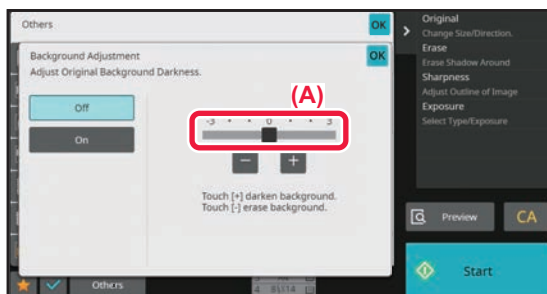 Others
OK
Background Adjustment
OK
Adjust Original Background Darkness.
Off
On
(A)
-3 • • 0 • • 3
−
+
Touch [+] darken background.
Touch [-] erase background.
Original
Change Size/Direction.
Erase
Erase Shadow Around
Sharpness
Adjust Outline of Image
Exposure
Select Type/Exposure
Preview
CA
Start
Others
4